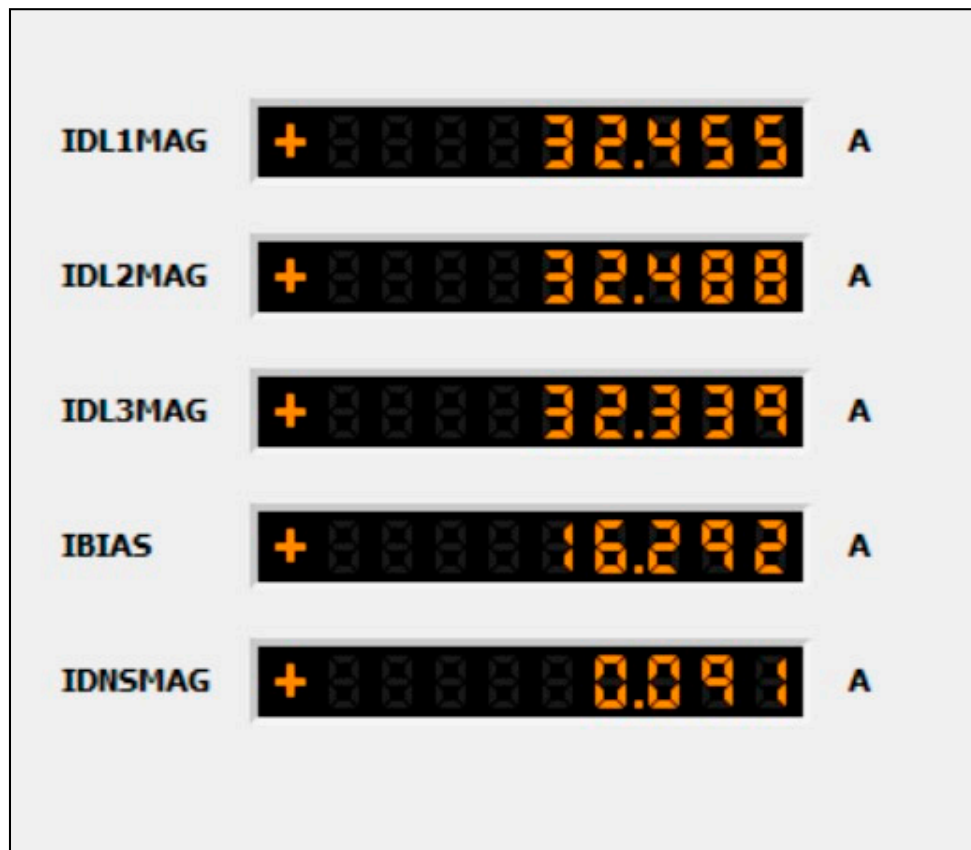 IDL1MAG + 32.455 A
IDL2MAG + 32.488 A
IDL3MAG + 32.339 A
IBIAS + 16.292 A
IDNSMAG + 0.091 A